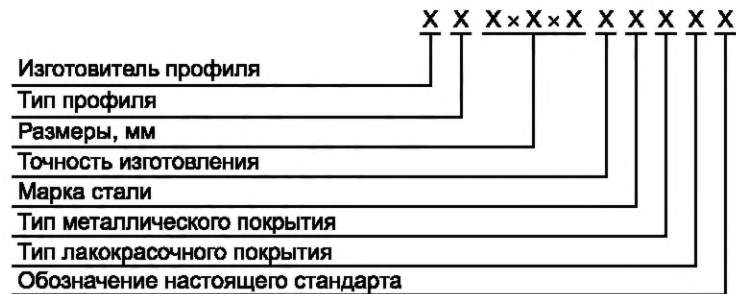 X X X×X×X X X X X X
Изготовитель профиля
Тип профиля
Размеры, мм
Точность изготовления
Марка стали
Тип металлического покрытия
Тип лакокрасочного покрытия
Обозначение настоящего стандарта